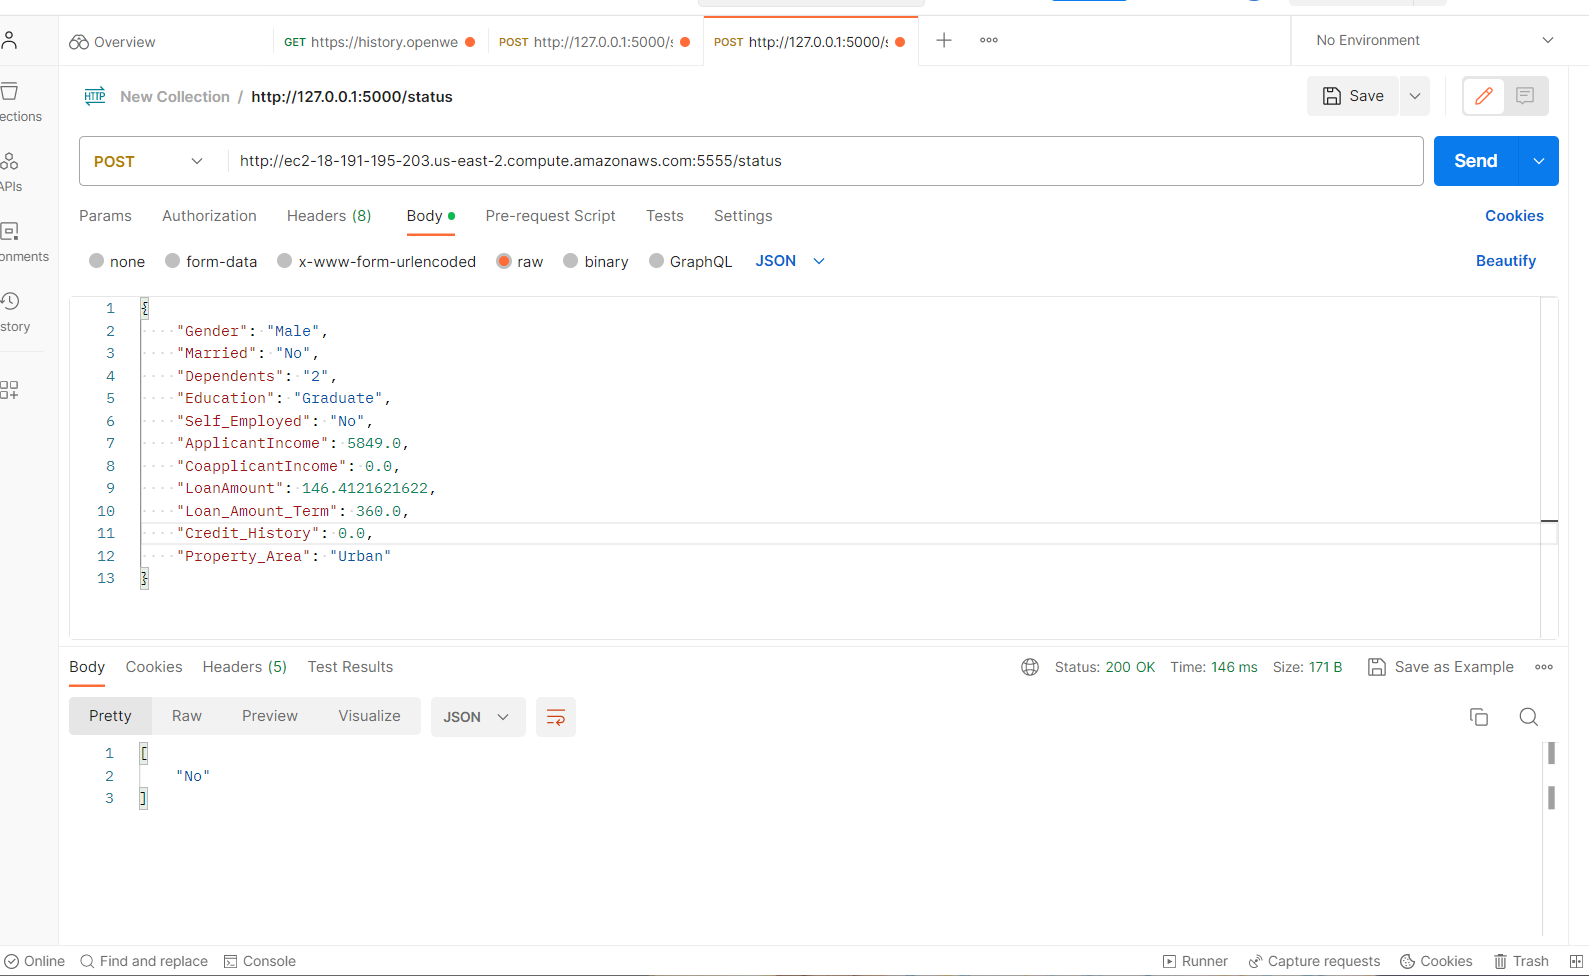 Overview
GET https://history.openwe
POST http://127.0.0.1:5000/s
POST http://127.0.0.1:5000/s
No Environment
HTTP New Collection / http://127.0.0.1:5000/status
Save
ections
APIs
onments
story
POST http://ec2-18-191-195-203.us-east-2.compute.amazonaws.com:5555/status
Send
Params Authorization Headers (8) Body Pre-request Script Tests Settings Cookies
none form-data x-www-form-urlencoded raw binary GraphQL JSON Beautify
1 {
2 "Gender": "Male",
3 "Married": "No",
4 "Dependents": "2",
5 "Education": "Graduate",
6 "Self_Employed": "No",
7 "ApplicantIncome": 5849.0,
8 "CoapplicantIncome": 0.0,
9 "LoanAmount": 146.4121621622,
10 "Loan_Amount_Term": 360.0,
11 "Credit_History": 0.0,
12 "Property_Area": "Urban"
13 }
Body Cookies Headers (5) Test Results Status: 200 OK Time: 146 ms Size: 171 B Save as Example
Pretty Raw Preview Visualize JSON
1 [
2 "No"
3 ]
Online Find and replace Console Runner Capture requests Cookies Trash